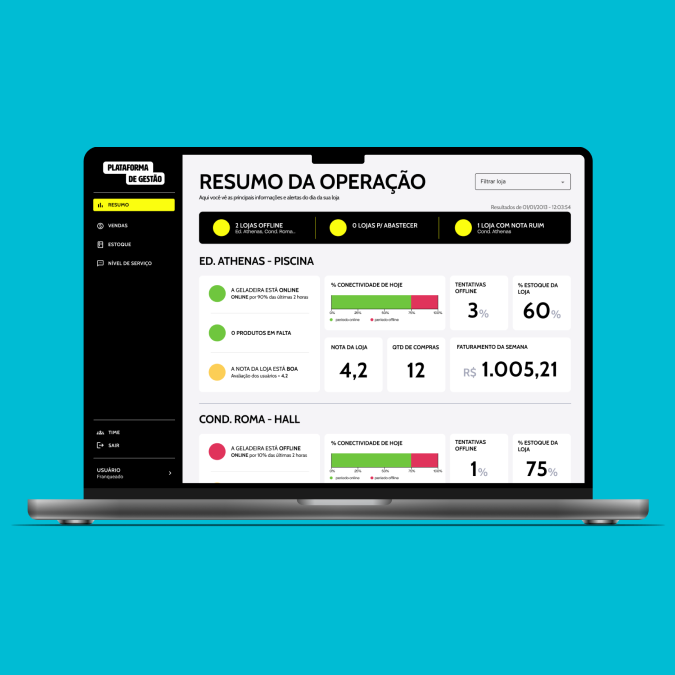 PLATAFORMA
DE GESTÃO
RESUMO
VENDAS
ESTOQUE
NÍVEL DE SERVIÇO
TIME
SAIR
USUÁRIO
Franqueado
RESUMO DA OPERAÇÃO
Aqui você vê as principais informações e alertas do dia da sua loja
Filtrar loja
Resultados de 01/01/2013 - 12:03:54
2 LOJAS OFFLINE
Ed. Athenas, Cond. Roma...
0 LOJAS P/ ABASTECER
1 LOJA COM NOTA RUIM
Cond. Athenas
ED. ATHENAS - PISCINA
A GELADEIRA ESTÁ ONLINE
ONLINE por 90% das últimas 2 horas
0 PRODUTOS EM FALTA
A NOTA DA LOJA ESTÁ BOA
Avaliação dos usuários = 4,2
% CONECTIVIDADE DE HOJE
0% 25% 50% 75% 100%
período online período offline
TENTATIVAS
OFFLINE
3%
% ESTOQUE DA
LOJA
60%
NOTA DA LOJA
4,2
QTD DE COMPRAS
12
FATURAMENTO DA SEMANA
R$ 1.005,21
COND. ROMA - HALL
A GELADEIRA ESTÁ OFFLINE
ONLINE por 10% das últimas 2 horas
% CONECTIVIDADE DE HOJE
0% 25% 50% 75% 100%
período online período offline
TENTATIVAS
OFFLINE
1%
% ESTOQUE DA
LOJA
75%